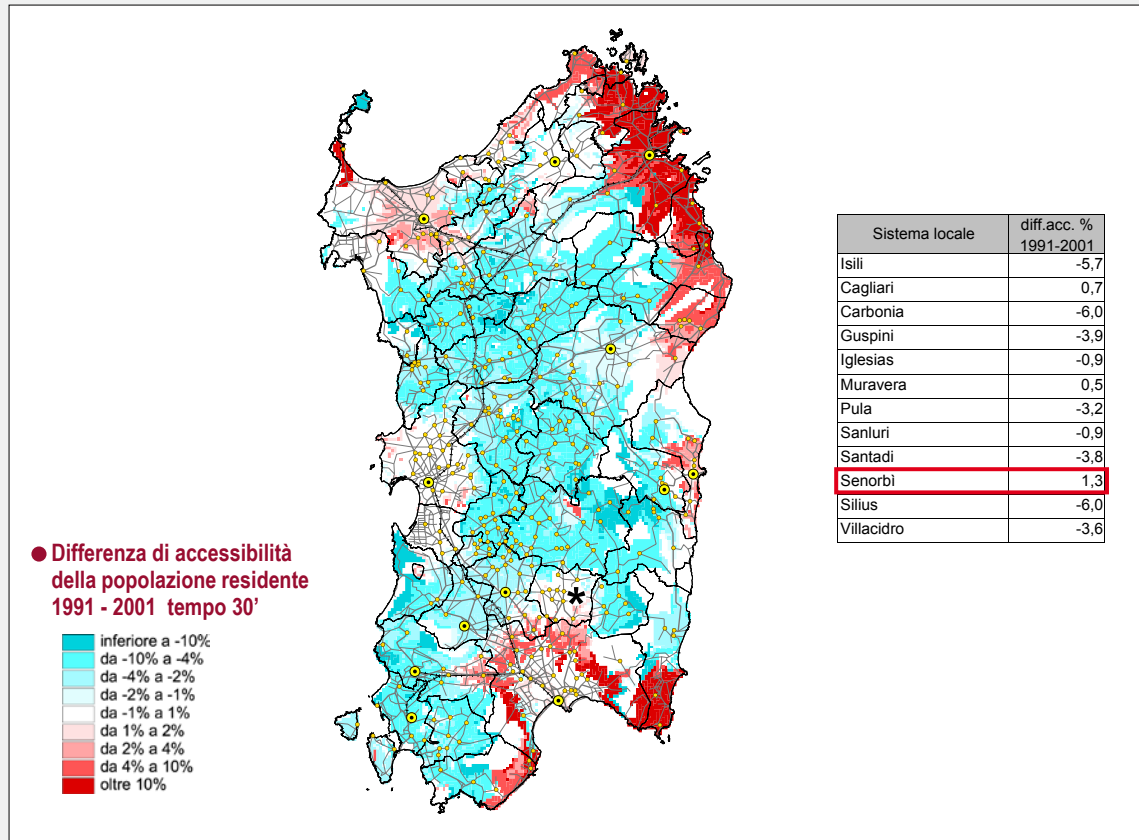 Sistema locale diff.acc. % 1991-2001
Isili -5,7
Cagliari 0,7
Carbonia -6,0
Guspini -3,9
Iglesias -0,9
Muravera 0,5
Pula -3,2
Sanluri -0,9
Santadi -3,8
Senorbì 1,3
Silius -6,0
Villacidro -3,6
*
Differenza di accessibilità
della popolazione residente
1991 - 2001 tempo 30'
inferiore a -10%
da -10% a -4%
da -4% a -2%
da -2% a -1%
da -1% a 1%
da 1% a 2%
da 2% a 4%
da 4% a 10%
oltre 10%